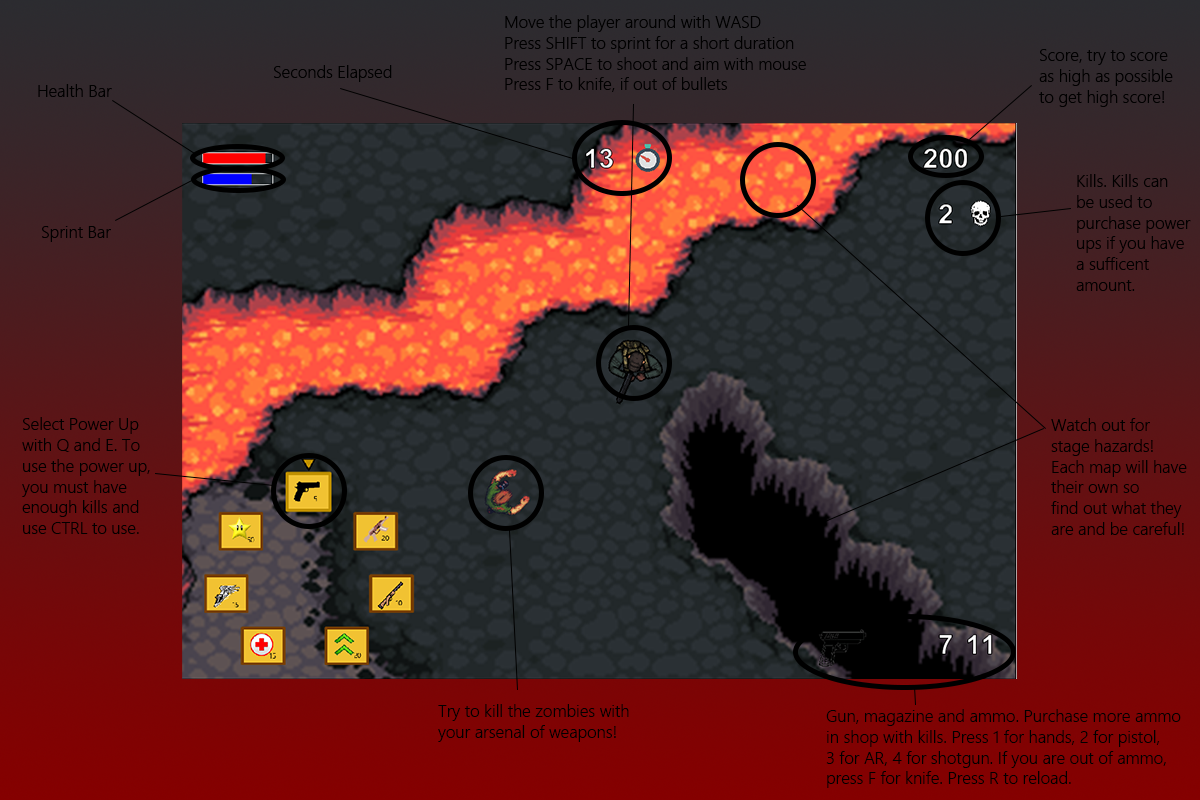 Move the player around with WASD
Press SHIFT to sprint for a short duration
Press SPACE to shoot and aim with mouse
Press F to knife, if out of bullets
Seconds Elapsed
Health Bar
Sprint Bar
Score, try to score
as high as possible
to get high score!
Kills. Kills can
be used to
purchase power
ups if you have
a sufficent
amount.
13
200
2
Select Power Up
with Q and E. To
use the power up,
you must have
enough kills and
use CTRL to use.
Watch out for
stage hazards!
Each map will have
their own so
find out what they
are and be careful!
5
20
15
7 11
Try to kill the zombies with
your arsenal of weapons!
Gun, magazine and ammo. Purchase more ammo
in shop with kills. Press 1 for hands, 2 for pistol,
3 for AR, 4 for shotgun. If you are out of ammo,
press F for knife. Press R to reload.